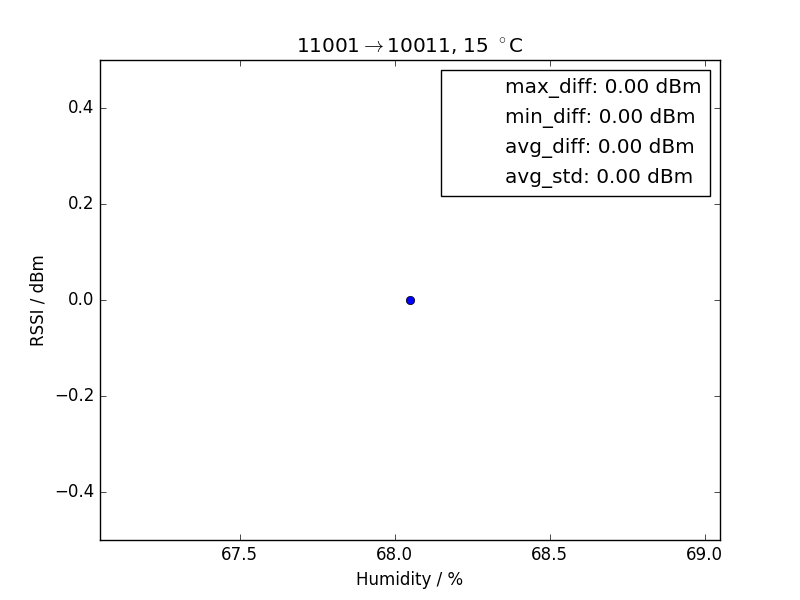 11001→10011, 15 °C
max_diff: 0.00 dBm
min_diff: 0.00 dBm
avg_diff: 0.00 dBm
avg_std: 0.00 dBm
RSSI / dBm
0.4
0.2
0.0
−0.2
−0.4
67.5 68.0 68.5 69.0
Humidity / %